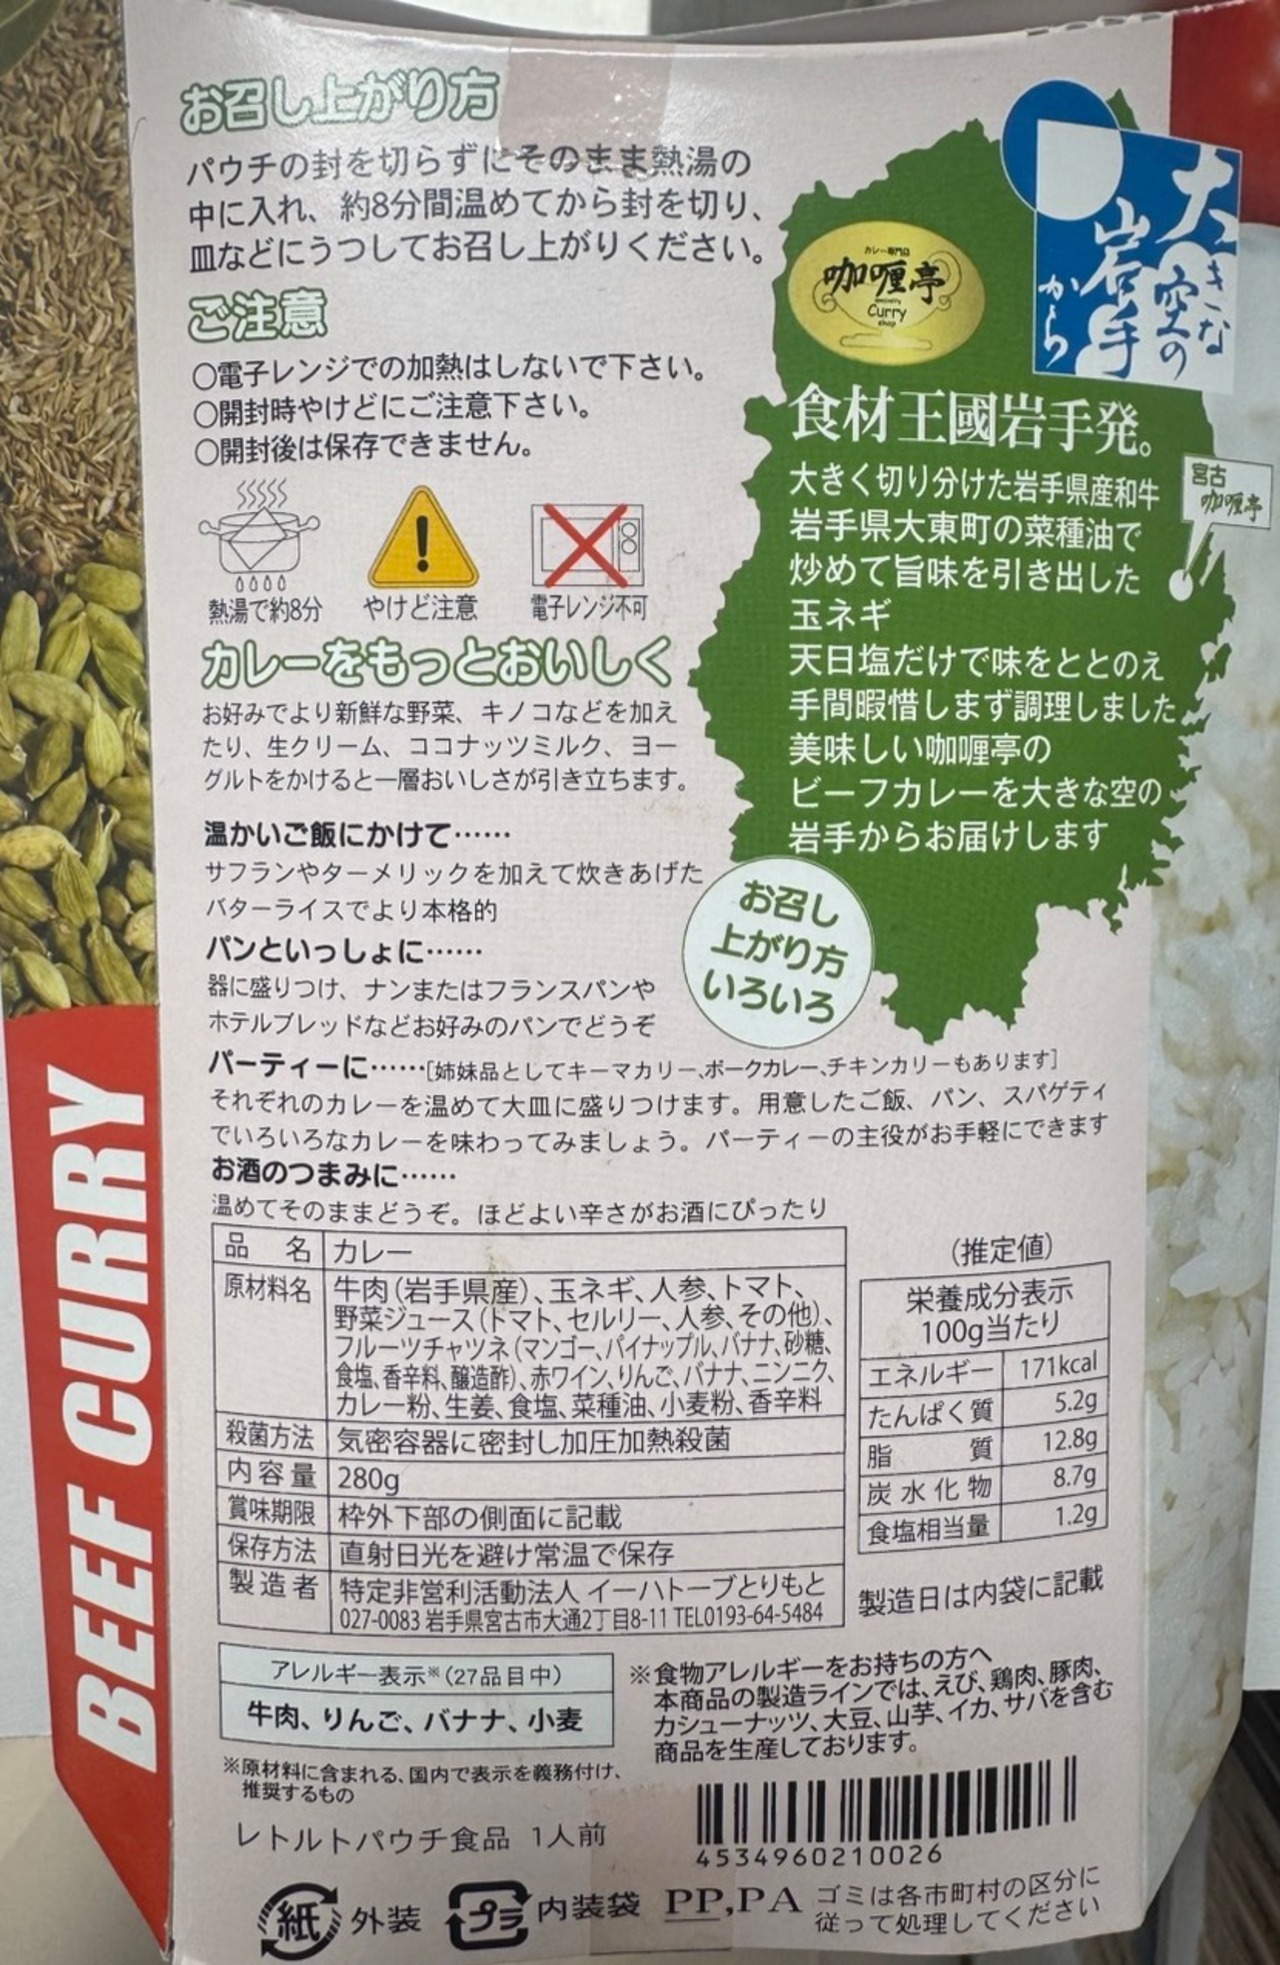 お召し上がり方
パウチの封を切らずにそのまま熱湯の
中に入れ、約8分間温めてから封を切り、
皿などにうつしてお召し上がりください。
ご注意
○電子レンジでの加熱はしないで下さい。
○開封時やけどにご注意下さい。
○開封後は保存できません。
熱湯で約8分 やけど注意 電子レンジ不可
カレーをもっとおいしく
お好みでより新鮮な野菜、キノコなどを加え
たり、生クリーム、ココナッツミルク、ヨー
グルトをかけると一層おいしさが引き立ちます。
温かいご飯にかけて……
サフランやターメリックを加えて炊きあげた
バターライスでより本格的
パンといっしょに……
器に盛りつけ、ナンまたはフランスパンや
ホテルブレッドなどお好みのパンでどうぞ
大きな
空の
岩手
から
カレー専門店
咖喱亭
Curry
shop
食材王國岩手発。
大きく切り分けた岩手県産和牛
岩手県大東町の菜種油で
炒めて旨味を引き出した
玉ネギ
天日塩だけで味をととのえ
手間暇惜しまず調理しました
美味しい咖喱亭の
ビーフカレーを大きな空の
岩手からお届けします
宮古
咖喱亭
お召し
上がり方
いろいろ
パーティーに……[姉妹品としてキーマカリー、ポークカレー、チキンカリーもあります]
それぞれのカレーを温めて大皿に盛りつけます。用意したご飯、パン、スパゲティ
でいろいろなカレーを味わってみましょう。パーティーの主役がお手軽にできます
お酒のつまみに……
温めてそのままどうぞ。ほどよい辛さがお酒にぴったり
品名 カレー
原材料名 牛肉(岩手県産)、玉ネギ、人参、トマト、
野菜ジュース(トマト、セルリー、人参、その他)、
フルーツチャツネ(マンゴー、パイナップル、バナナ、砂糖、
食塩、香辛料、醸造酢)、赤ワイン、りんご、バナナ、ニンニク、
カレー粉、生姜、食塩、菜種油、小麦粉、香辛料
殺菌方法 気密容器に密封し加圧加熱殺菌
内容量 280g
賞味期限 枠外下部の側面に記載
保存方法 直射日光を避け常温で保存
製造者 特定非営利活動法人 イーハトーブとりもと
027-0083 岩手県宮古市大通2丁目8-11 TEL0193-64-5484
(推定値)
栄養成分表示
100g当たり
エネルギー 171kcal
たんぱく質 5.2g
脂質 12.8g
炭水化物 8.7g
食塩相当量 1.2g
製造日は内袋に記載
アレルギー表示※(27品目中)
牛肉、りんご、バナナ、小麦
※原材料に含まれる、国内で表示を義務付け、
推奨するもの
レトルトパウチ食品 1人前
※食物アレルギーをお持ちの方へ
本商品の製造ラインでは、えび、鶏肉、豚肉、
カシューナッツ、大豆、山芋、イカ、サバを含む
商品を生産しております。
4534960210026
紙 外装 プラ 内装袋 PP,PA
ゴミは各市町村の区分に
従って処理してください
BEEF CURRY